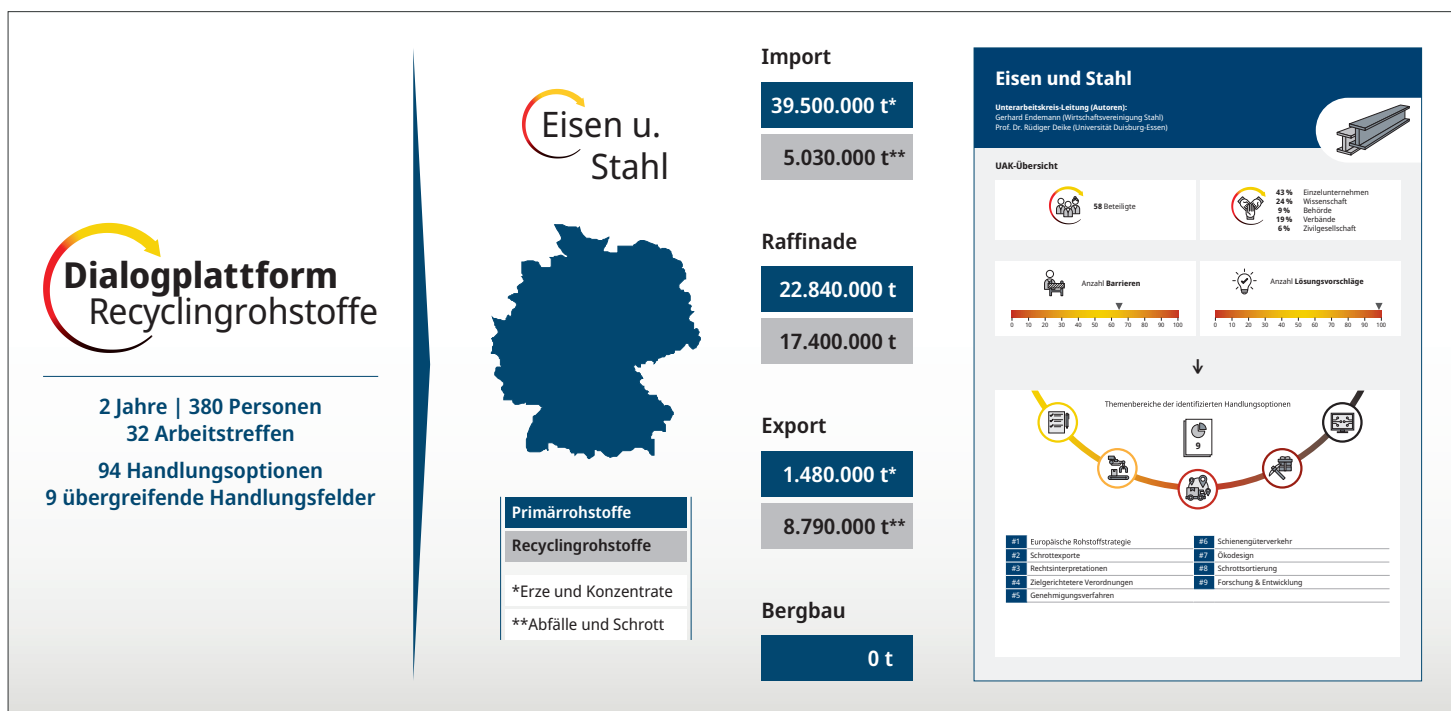 Dialogplattform
Recyclingrohstoffe
2 Jahre | 380 Personen
32 Arbeitstreffen
94 Handlungsoptionen
9 übergreifende Handlungsfelder
Eisen u.
Stahl
Primärrohstoffe
Recyclingrohstoffe
*Erze und Konzentrate
**Abfälle und Schrott
Import
39.500.000 t*
5.030.000 t**
Raffinade
22.840.000 t
17.400.000 t
Export
1.480.000 t*
8.790.000 t**
Bergbau
0 t
Eisen und Stahl
Unterarbeitskreis-Leitung (Autoren):
Gerhard Endemann (Wirtschaftsvereinigung Stahl)
Prof. Dr. Rüdiger Deike (Universität Duisburg-Essen)
UAK-Übersicht
58 Beteiligte
43 % Einzelunternehmen
24 % Wissenschaft
9 % Behörde
19 % Verbände
6 % Zivilgesellschaft
Anzahl Barrieren
0 10 20 30 40 50 60 70 80 90 100
Anzahl Lösungsvorschläge
0 10 20 30 40 50 60 70 80 90 100
Themenbereiche der identifizierten Handlungsoptionen
9
#1 Europäische Rohstoffstrategie
#2 Schrottexporte
#3 Rechtsinterpretationen
#4 Zielgerichtetere Verordnungen
#5 Genehmigungsverfahren
#6 Schienengüterverkehr
#7 Ökodesign
#8 Schrottsortierung
#9 Forschung & Entwicklung